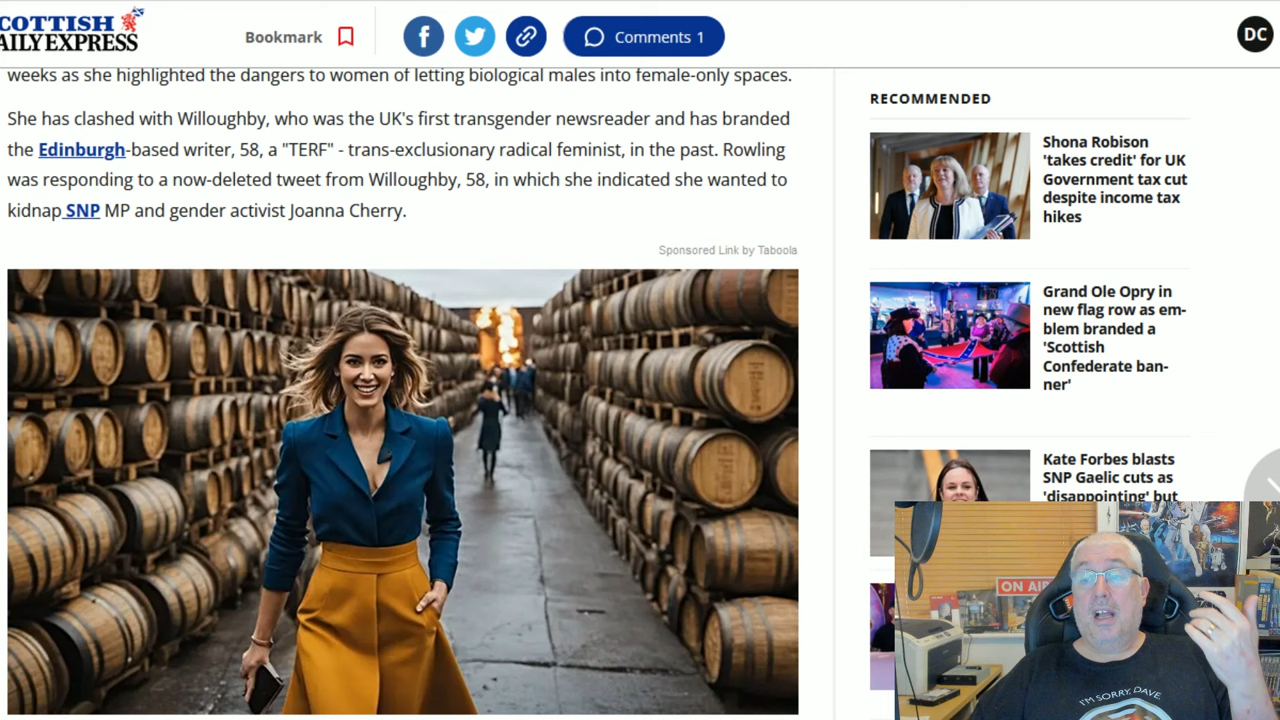 COTTISH
AILY EXPRESS
Bookmark
f
Comments 1
DC
weeks as she highlighted the dangers to women of letting biological males into female-only spaces.
She has clashed with Willoughby, who was the UK's first transgender newsreader and has branded
the Edinburgh-based writer, 58, a "TERF" - trans-exclusionary radical feminist, in the past. Rowling
was responding to a now-deleted tweet from Willoughby, 58, in which she indicated she wanted to
kidnap SNP MP and gender activist Joanna Cherry.
Sponsored Link by Taboola
RECOMMENDED
Shona Robison
'takes credit' for UK
Government tax cut
despite income tax
hikes
Grand Ole Opry in
new flag row as em-
blem branded a
'Scottish
Confederate ban-
ner'
Kate Forbes blasts
SNP Gaelic cuts as
'disappointing' but
ON AI
I'M SORRY, DAVE